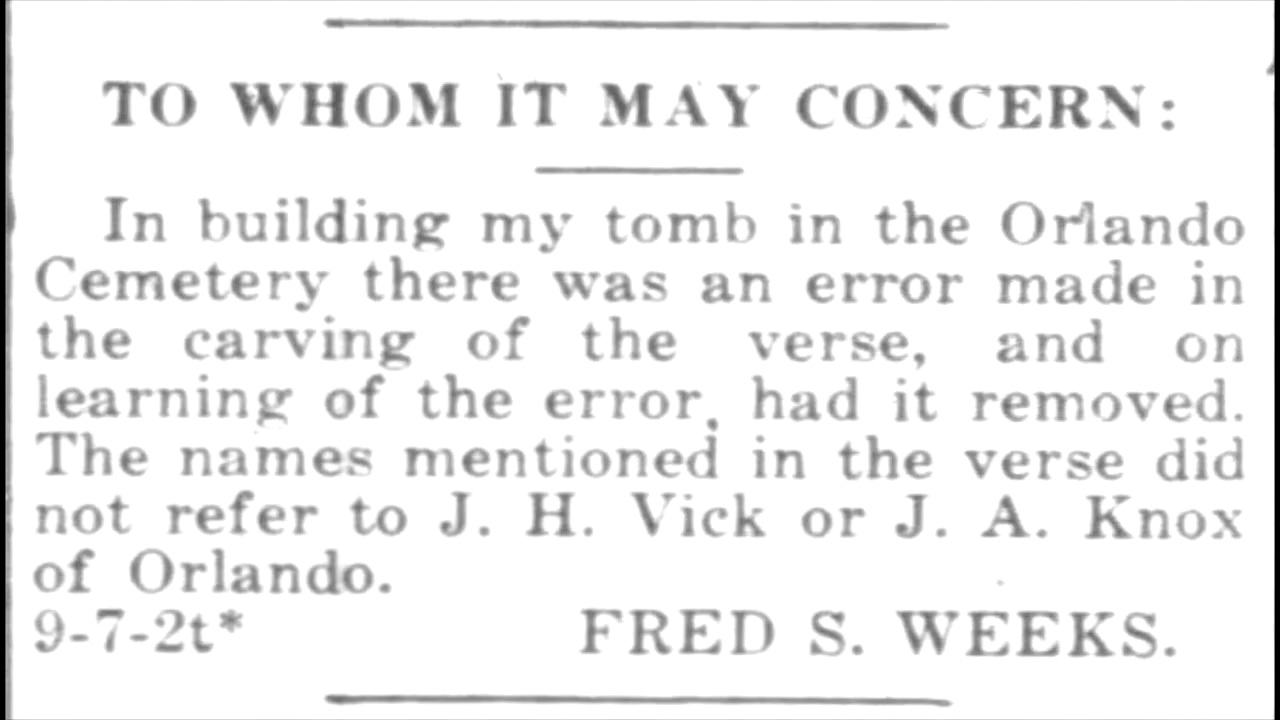 TO WHOM IT MAY CONCERN:
In building my tomb in the Orlando
Cemetery there was an error made in
the carving of the verse, and on
learning of the error, had it removed.
The names mentioned in the verse did
not refer to J. H. Vick or J. A. Knox
of Orlando.
9-7-2t* FRED S. WEEKS.